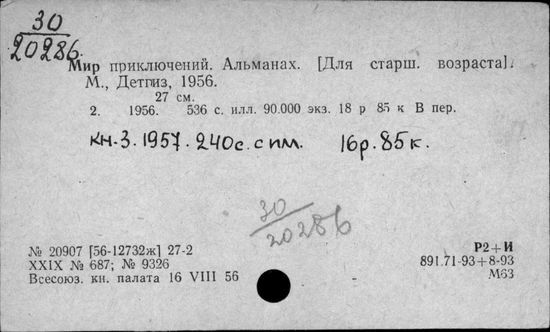 30
20286
Мир приключений. Альманах. [Для старш. возраста].
М., Детгиз, 1956.
27 см.
2. 1956. 536 с. илл. 90.000 экз. 18 р 85 к В пер.
кн.3.1957.240с. с илл. 16р.85к.
30
20286
№ 20907 [56-12732ж] 27-2
XXIX № 687; № 9326
Всесоюз. кн. палата 16 VIII 56
Р2+И
891.71-93+8-93
М63